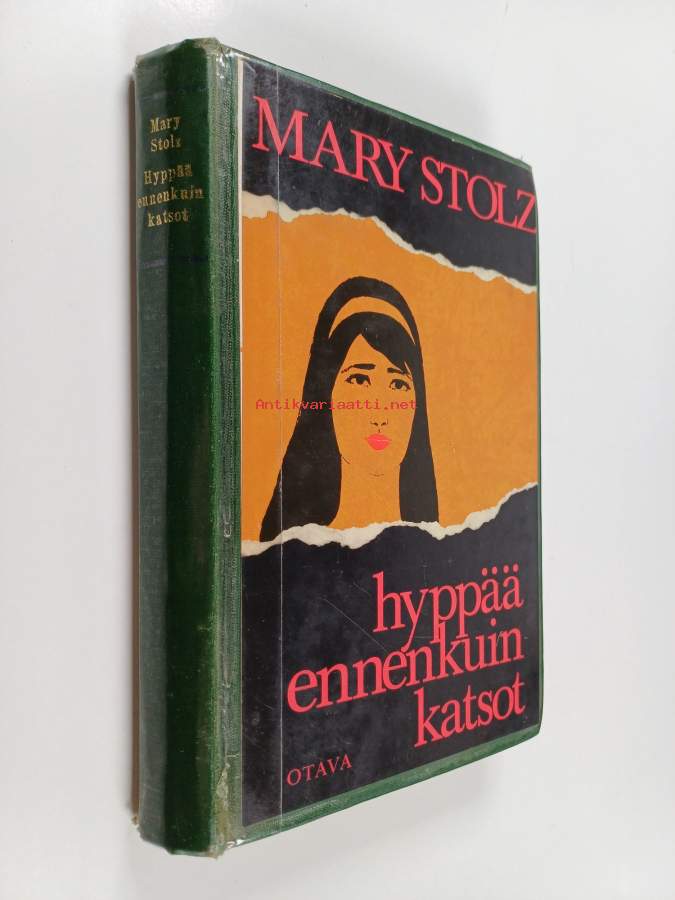 Mary
Stolz
Hyppää
ennenkuin
katsot
MARY STOLZ
Antikvariaatti.net
hyppää
ennenkuin
katsot
OTAVA